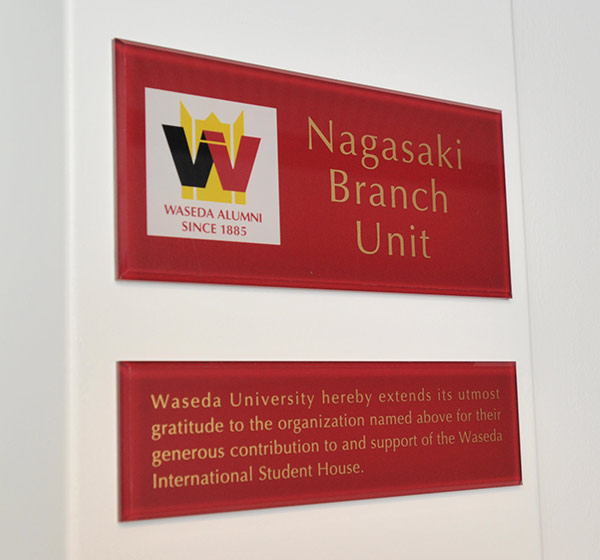 WASEDA ALUMNI
SINCE 1885
Nagasaki
Branch
Unit
Waseda University hereby extends its utmost
gratitude to the organization named above for their
generous contribution to and support of the Waseda
International Student House.